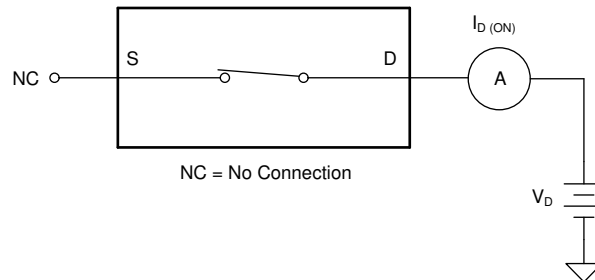 I_D (ON)
S
D
NC
A
NC = No Connection
V_D